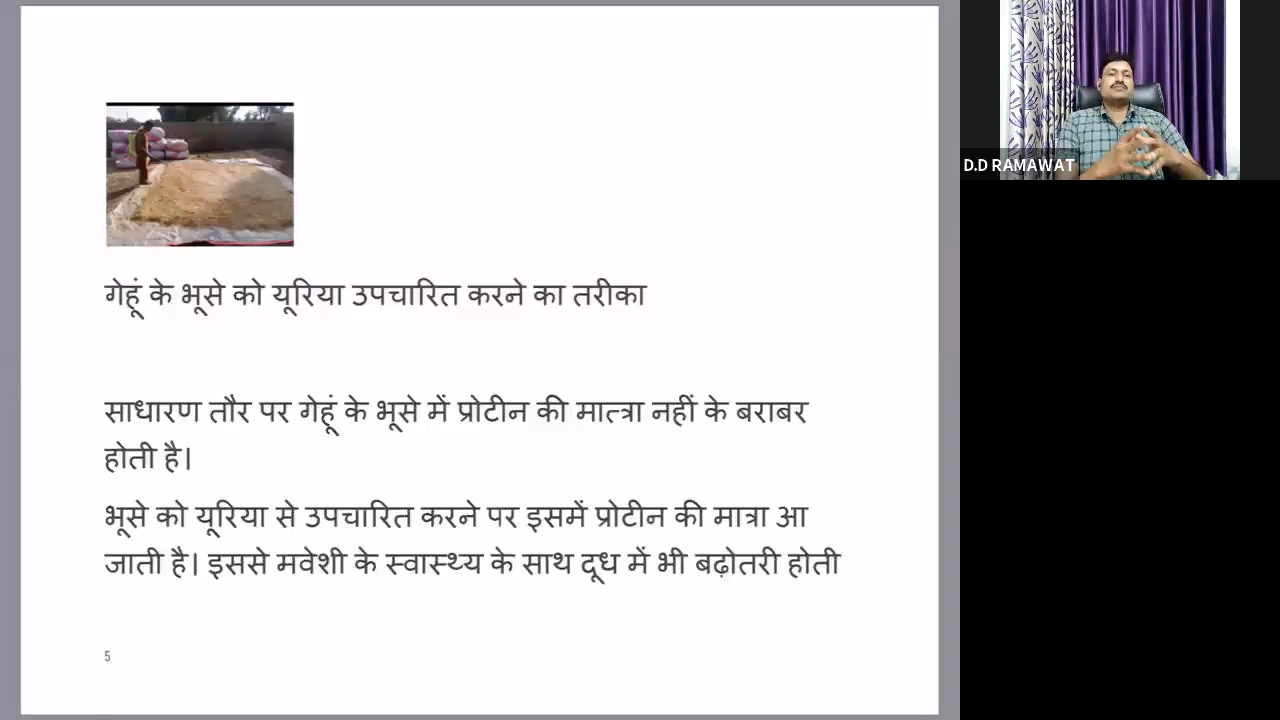 गेहूं के भूसे को यूरिया उपचारित करने का तरीका
साधारण तौर पर गेहूं के भूसे में प्रोटीन की मात्त्रा नहीं के बराबर
होती है।
भूसे को यूरिया से उपचारित करने पर इसमें प्रोटीन की मात्रा आ
जाती है। इससे मवेशी के स्वास्थ्य के साथ दूध में भी बढ़ोतरी होती
5
D.D RAMAWAT